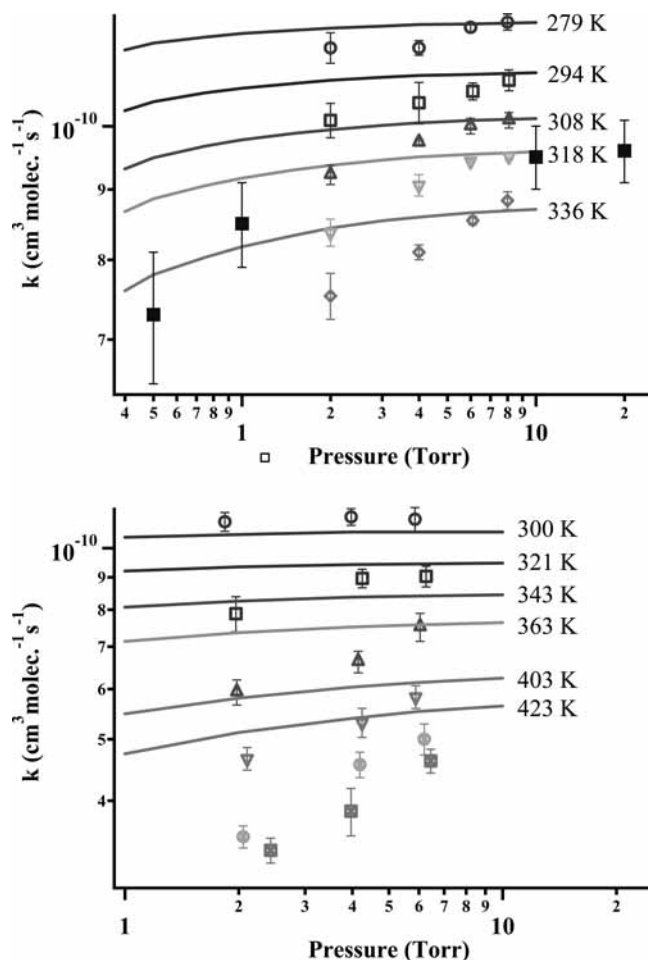 279 K
294 K
10⁻¹⁰
308 K
9
318 K
336 K
8
7
k (cm³ molec.⁻¹ s⁻¹)
4 5 6 7 8 9 1 2 3 4 5 6 7 8 9 10 2
Pressure (Torr)
300 K
10⁻¹⁰
321 K
9
343 K
8
363 K
7
403 K
6
423 K
5
4
k (cm³ molec.⁻¹ s⁻¹)
1 2 3 4 5 6 7 8 9 10 2
Pressure (Torr)